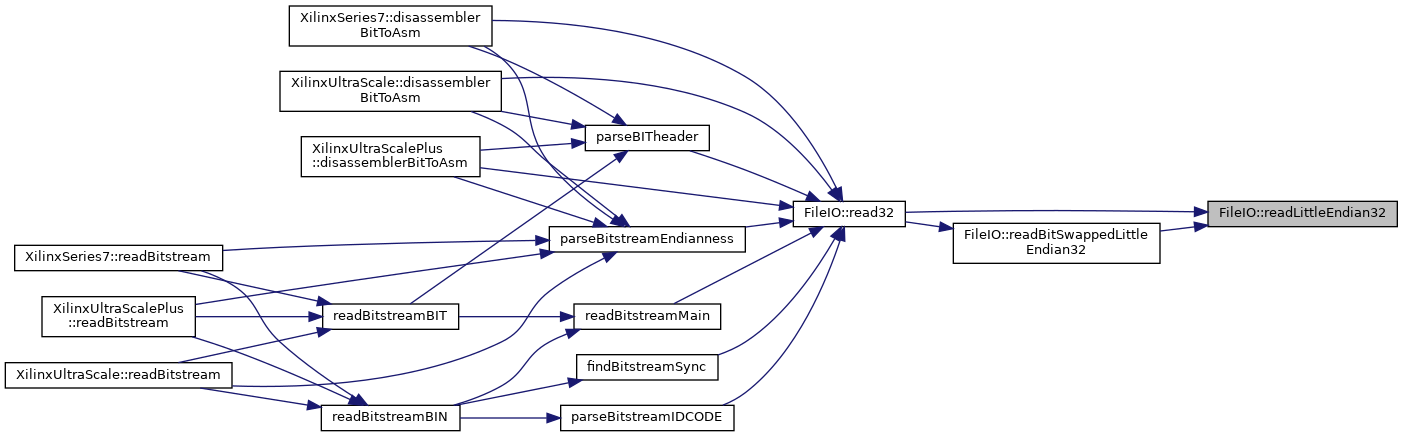 XilinxSeries7::disassembler
BitToAsm
XilinxUltraScale::disassembler
BitToAsm
parseBITheader
XilinxUltraScalePlus
::disassemblerBitToAsm
FileIO::read32
FileIO::readLittleEndian32
parseBitstreamEndianness
FileIO::readBitSwappedLittle
Endian32
XilinxSeries7::readBitstream
XilinxUltraScalePlus
::readBitstream
readBitstreamBIT
readBitstreamMain
findBitstreamSync
XilinxUltraScale::readBitstream
readBitstreamBIN
parseBitstreamIDCODE